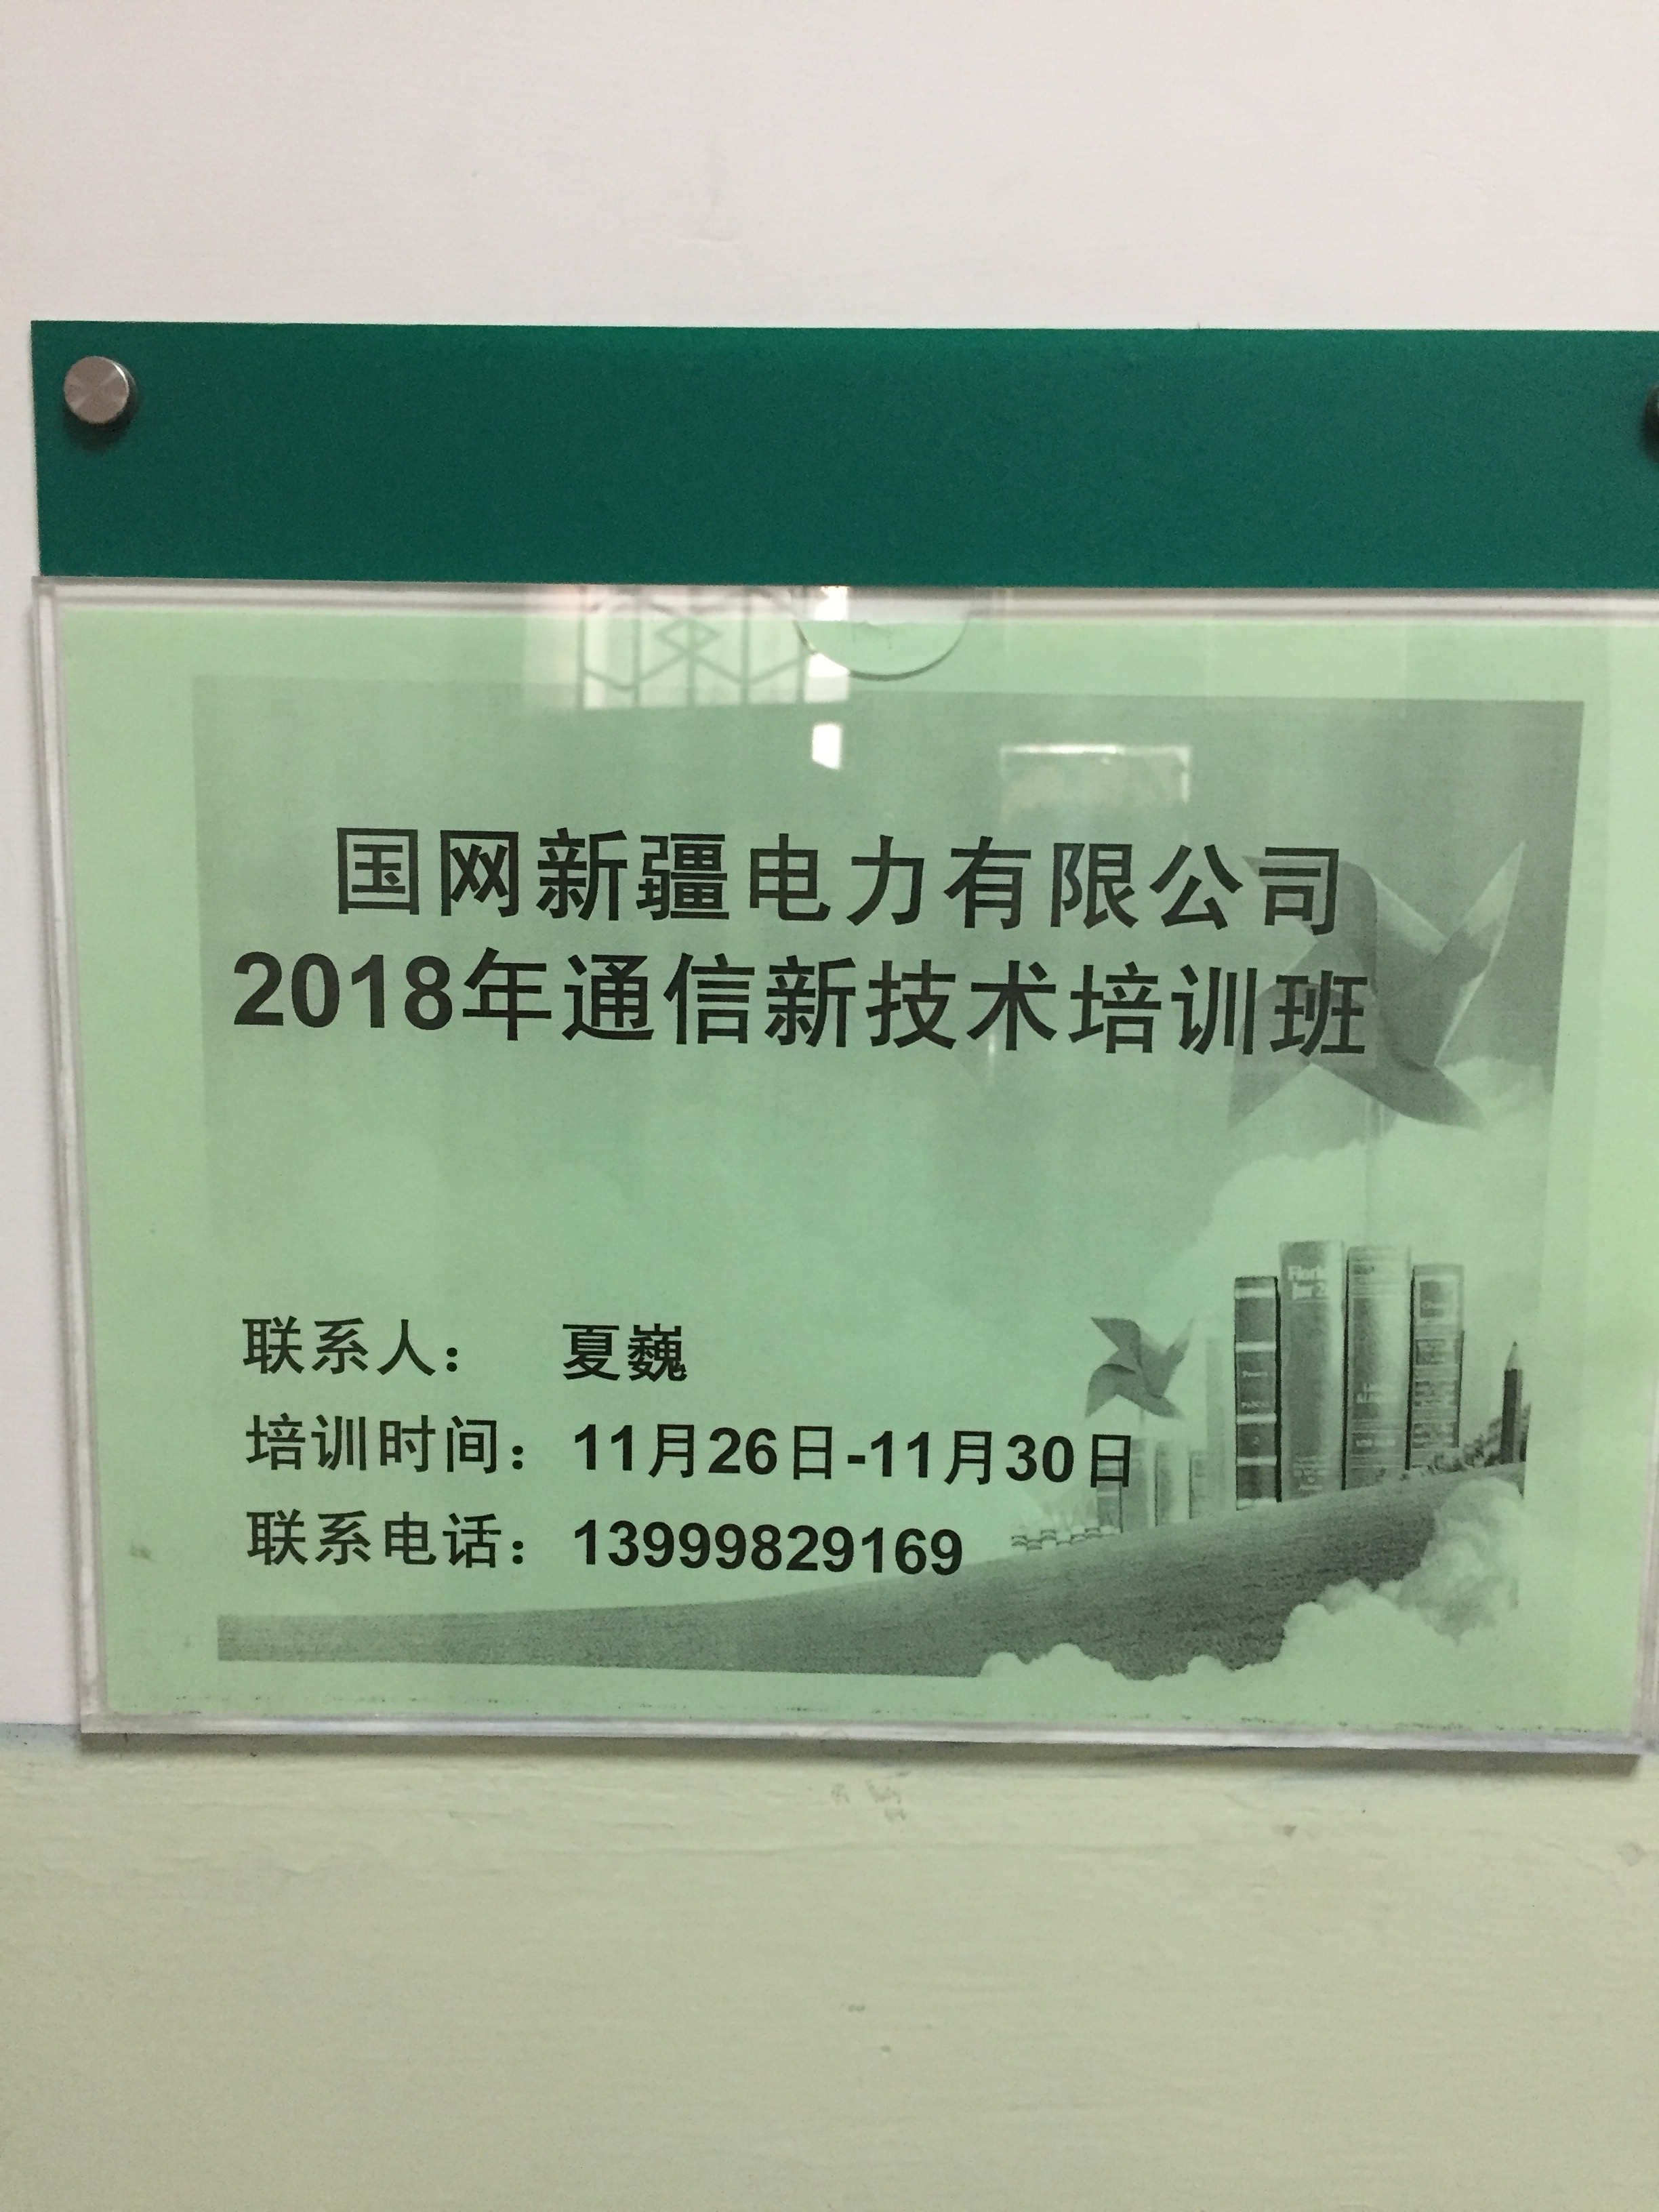 国网新疆电力有限公司
2018年通信新技术培训班
联系人： 夏巍
培训时间：11月26日-11月30日
联系电话：13999829169